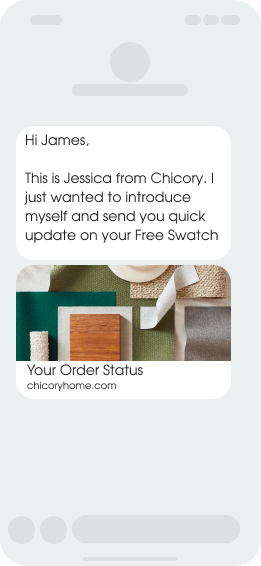 Hi James,
This is Jessica from Chicory. I
just wanted to introduce
myself and send you quick
update on your Free Swatch
Your Order Status
chicoryhome.com